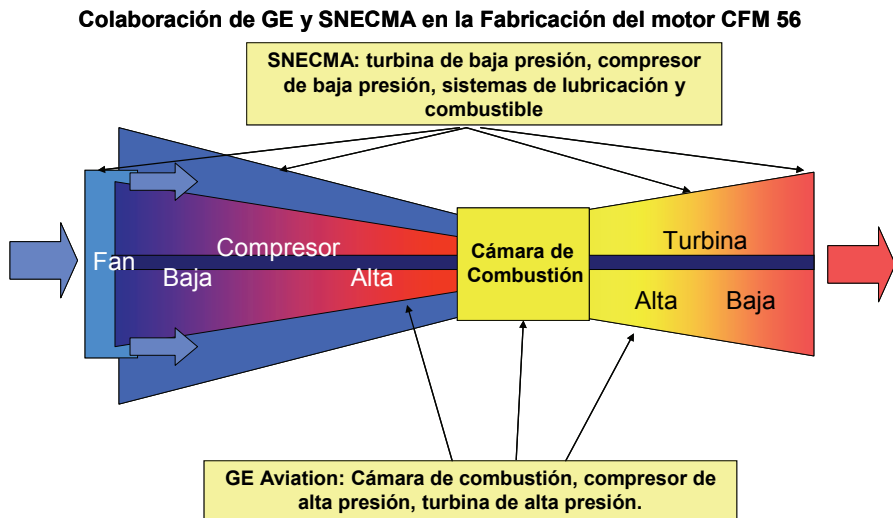 Colaboración de GE y SNECMA en la Fabricación del motor CFM 56
SNECMA: turbina de baja presión, compresor
de baja presión, sistemas de lubricación y
combustible
Fan
Compresor
Baja
Alta
Cámara de
Combustión
Turbina
Alta
Baja
GE Aviation: Cámara de combustión, compresor de
alta presión, turbina de alta presión.